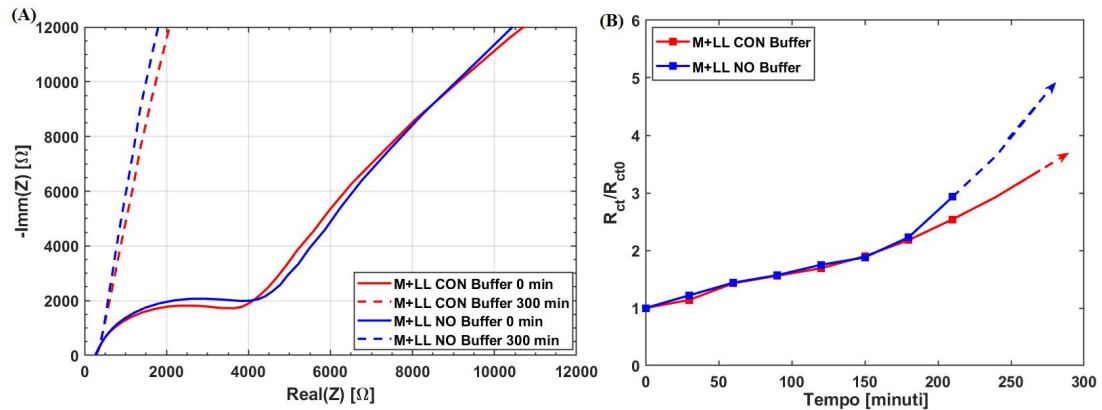 (A)
12000
10000
8000
6000
4000
2000
0
-Imm(Z) [Ω]
0 2000 4000 6000 8000 10000 12000
Real(Z) [Ω]
M+LL CON Buffer 0 min
M+LL CON Buffer 300 min
M+LL NO Buffer 0 min
M+LL NO Buffer 300 min
(B)
6
5
4
3
2
1
0
Rct/Rct0
0 50 100 150 200 250 300
Tempo [minuti]
M+LL CON Buffer
M+LL NO Buffer